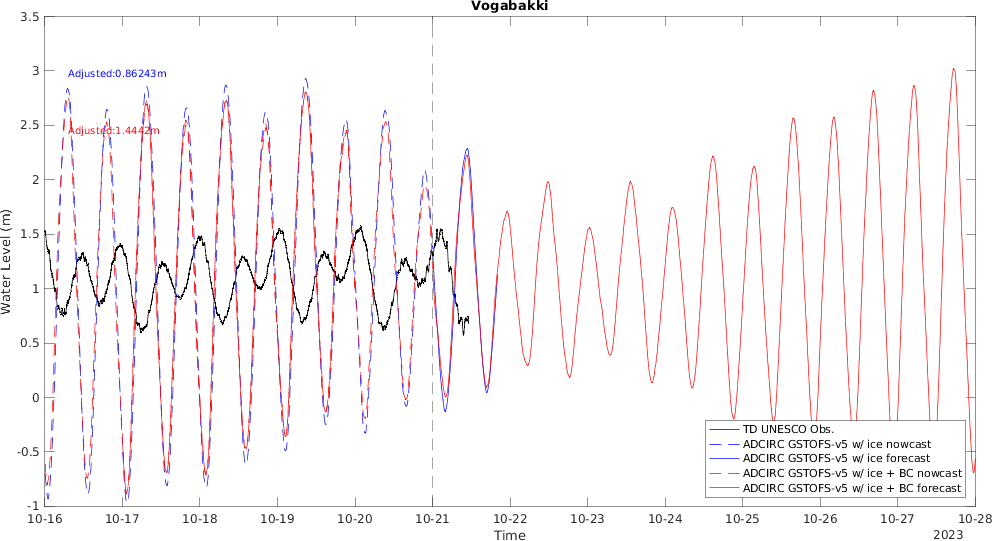 Vogabakki
3.5
3
2.5
2
1.5
1
0.5
0
-0.5
-1
Water Level (m)
Adjusted:0.86243m
Adjusted:1.4442m
TD UNESCO Obs.
ADCIRC GSTOFS-v5 w/ ice nowcast
ADCIRC GSTOFS-v5 w/ ice forecast
ADCIRC GSTOFS-v5 w/ ice + BC nowcast
ADCIRC GSTOFS-v5 w/ ice + BC forecast
10-16 10-17 10-18 10-19 10-20 10-21 10-22 10-23 10-24 10-25 10-26 10-27 10-28
Time
2023